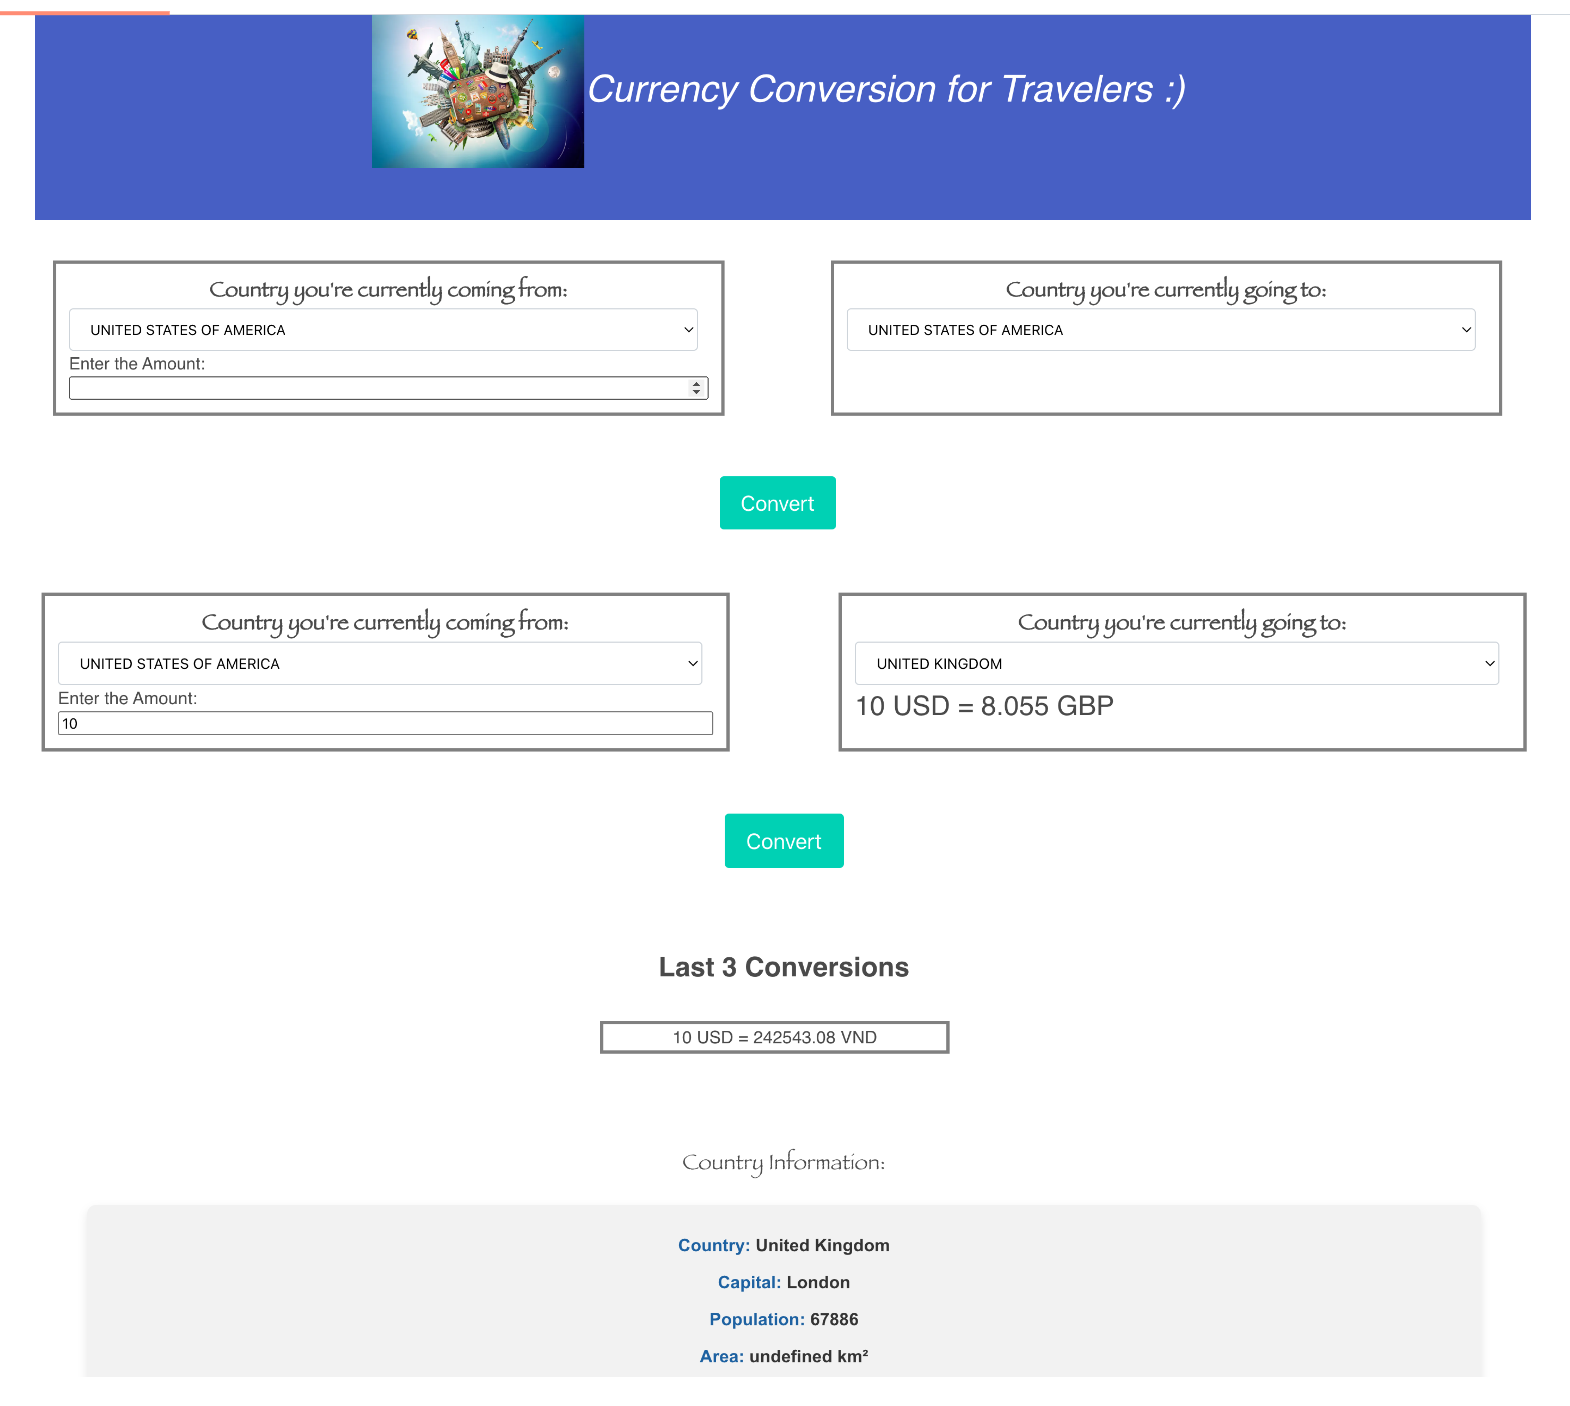 Currency Conversion for Travelers :)
Country you're currently coming from:
UNITED STATES OF AMERICA
Enter the Amount:
Country you're currently going to:
UNITED STATES OF AMERICA
Convert
Country you're currently coming from:
UNITED STATES OF AMERICA
Enter the Amount:
10
Country you're currently going to:
UNITED KINGDOM
10 USD = 8.055 GBP
Convert
Last 3 Conversions
10 USD = 242543.08 VND
Country Information:
Country: United Kingdom
Capital: London
Population: 67886
Area: undefined km²